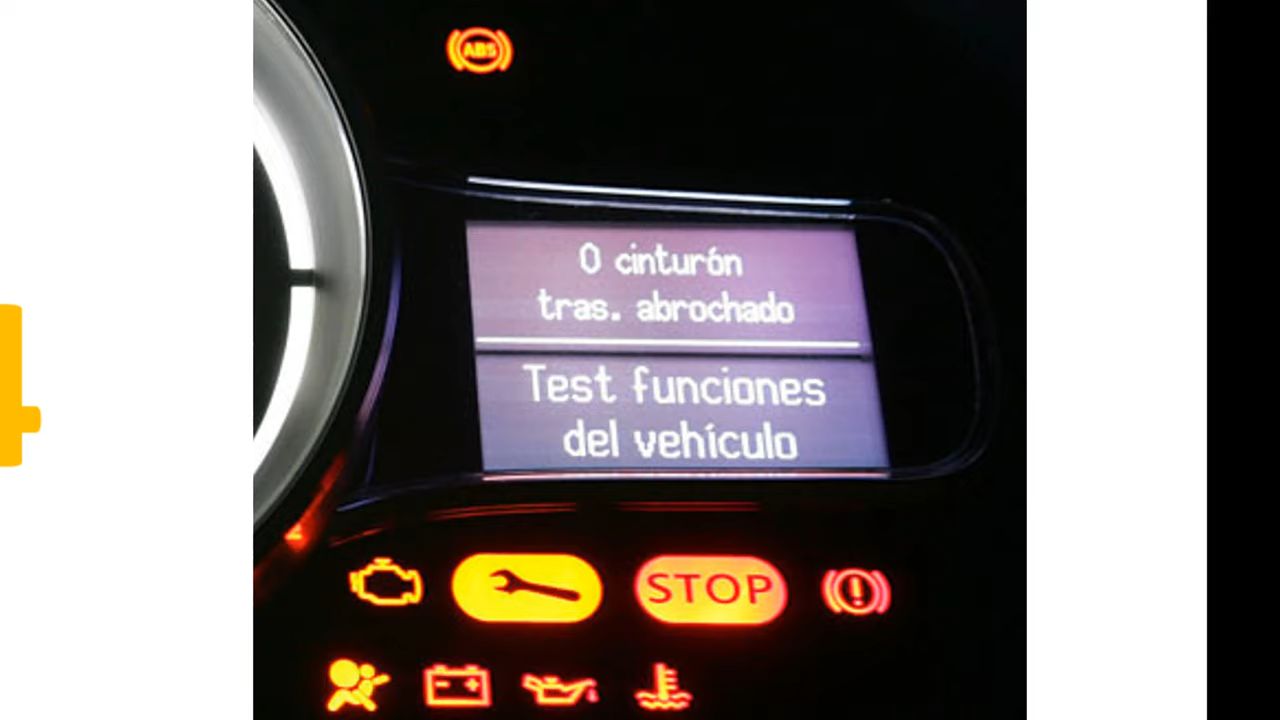 ABS
0 cinturón
tras. abrochado
Test funciones
del vehículo
STOP